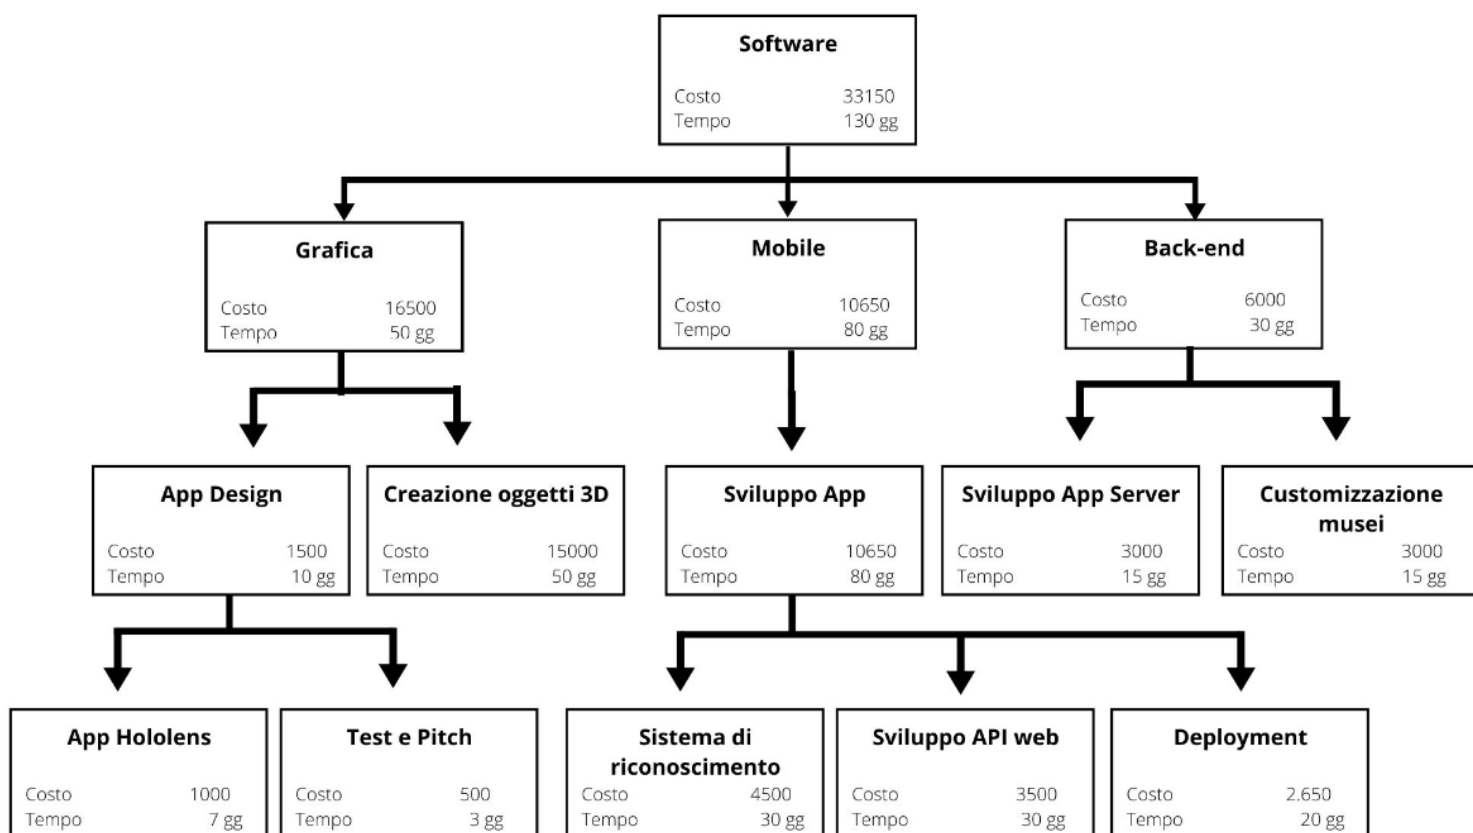 Software
Costo 33150
Tempo 130 gg
Grafica
Costo 16500
Tempo 50 gg
Mobile
Costo 10650
Tempo 80 gg
Back-end
Costo 6000
Tempo 30 gg
App Design
Costo 1500
Tempo 10 gg
Creazione oggetti 3D
Costo 15000
Tempo 50 gg
Sviluppo App
Costo 10650
Tempo 80 gg
Sviluppo App Server
Costo 3000
Tempo 15 gg
Customizzazione
musei
Costo 3000
Tempo 15 gg
App Hololens
Costo 1000
Tempo 7 gg
Test e Pitch
Costo 500
Tempo 3 gg
Sistema di
riconoscimento
Costo 4500
Tempo 30 gg
Sviluppo API web
Costo 3500
Tempo 30 gg
Deployment
Costo 2.650
Tempo 20 gg